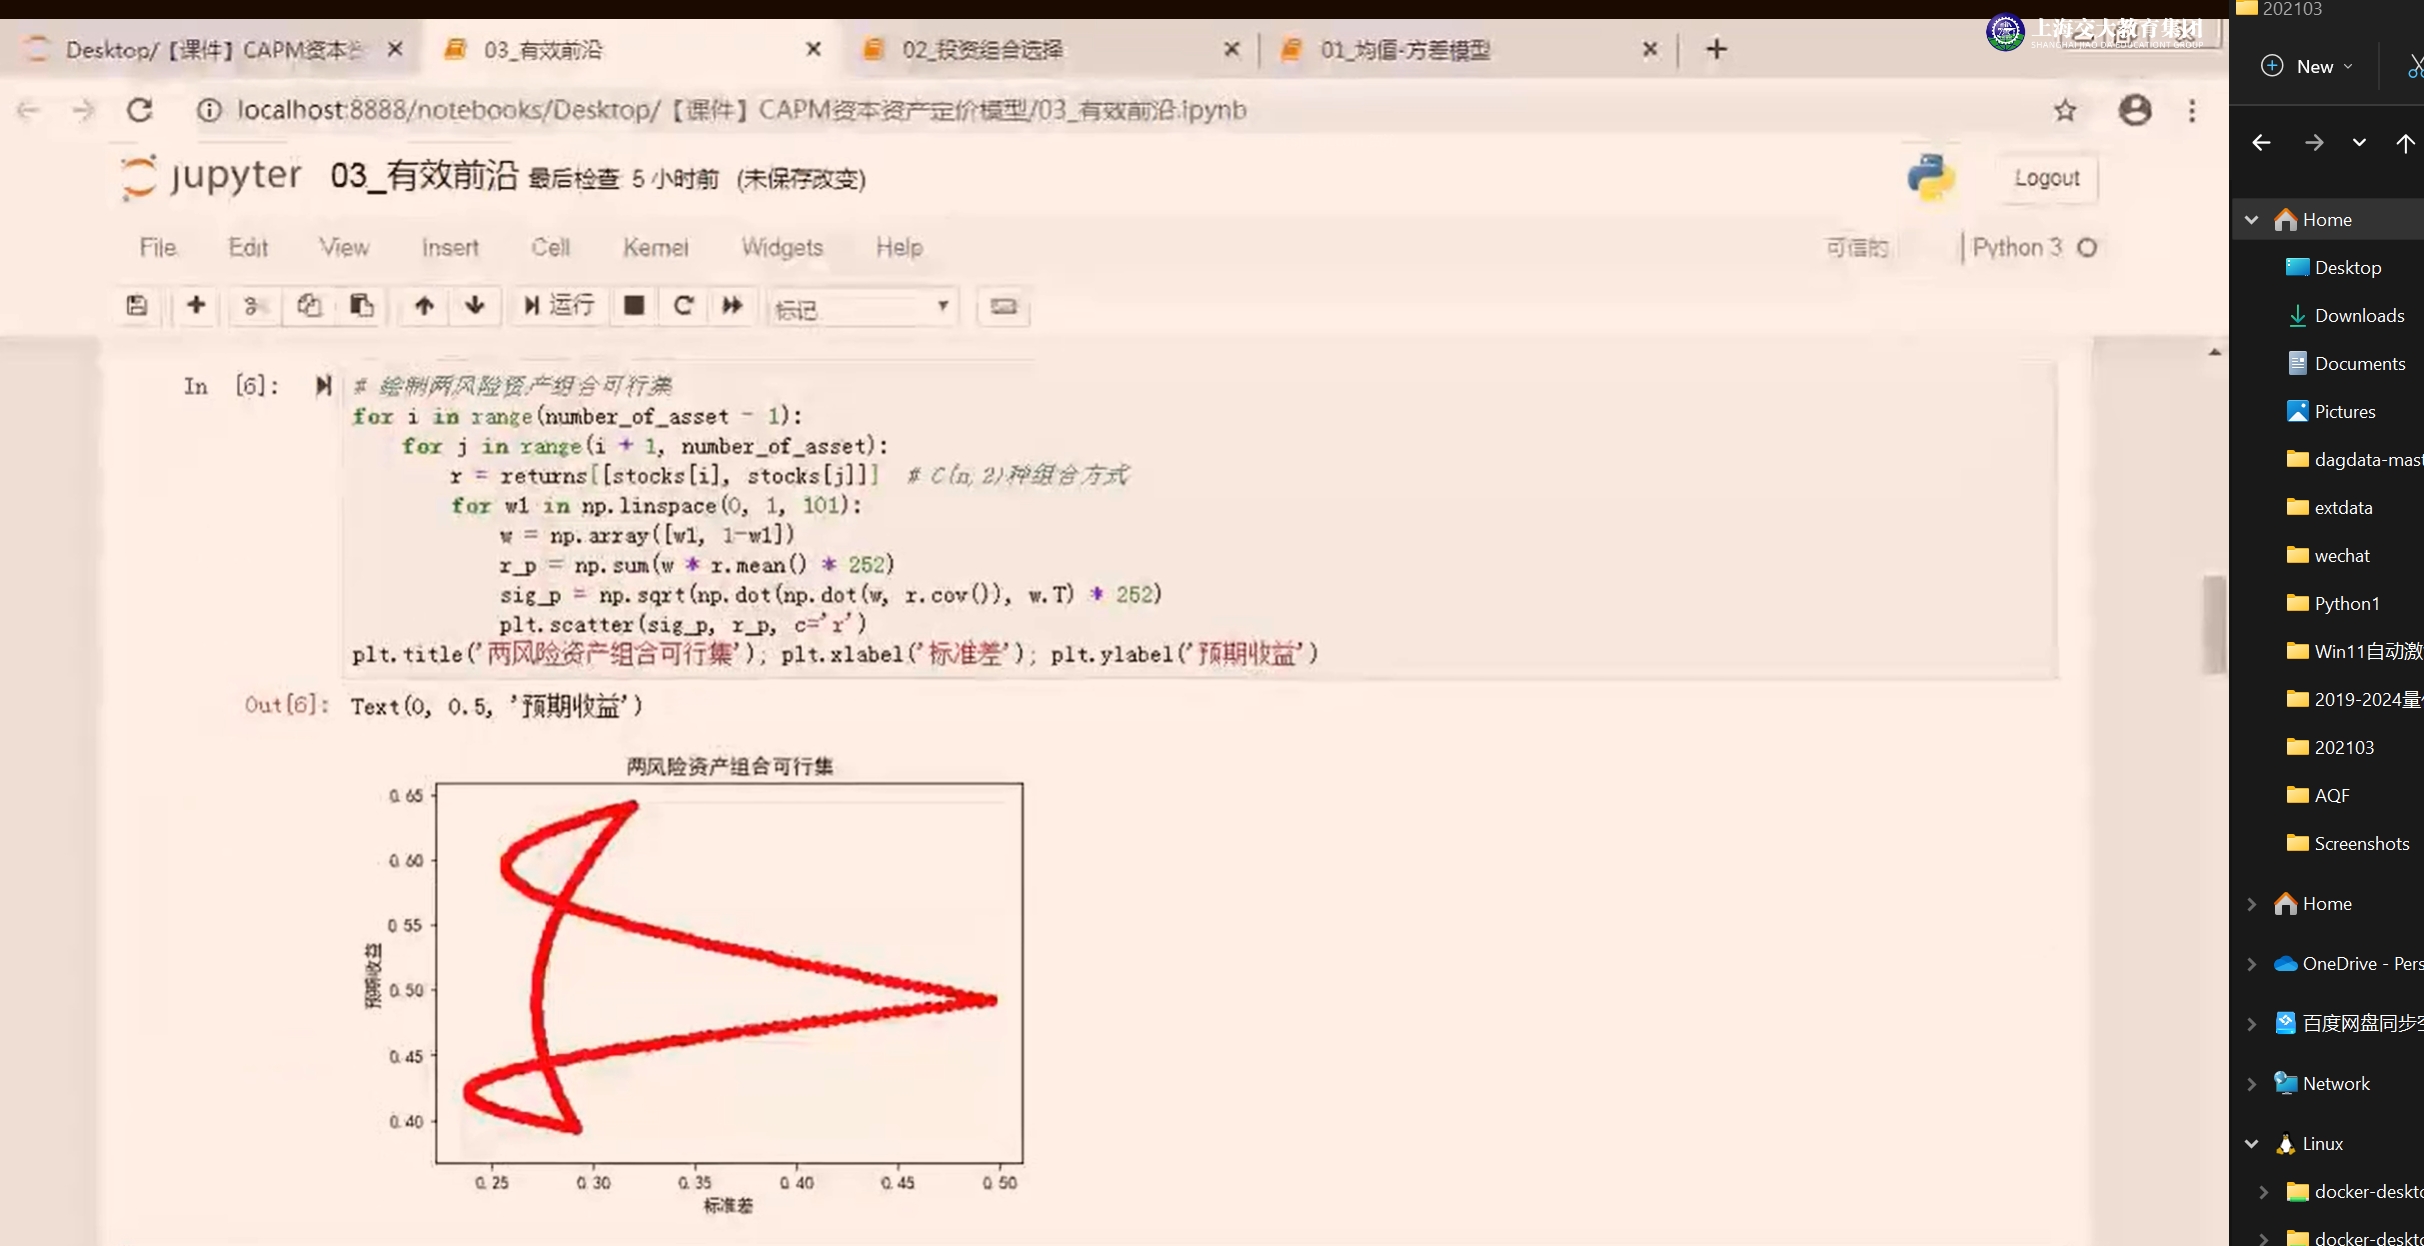 Desktop/【课件】CAPM资本资
03_有效前沿
02_投资组合选择
01_均值-方差模型
上海交大教育集团
SHANGHAI JIAO DA EDUCATION GROUP
localhost:8888/notebooks/Desktop/【课件】CAPM资本资产定价模型/03_有效前沿.ipynb
jupyter 03_有效前沿 最后检查: 5 小时前 (未保存改变)
Logout
File Edit View Insert Cell Kernel Widgets Help
可信的 Python 3
运行 标记
In [6]:
# 绘制两风险资产组合可行集
for i in range(number_of_asset - 1):
    for j in range(i + 1, number_of_asset):
        r = returns[[stocks[i], stocks[j]]]  # C(n,2)种组合方式
        for w1 in np.linspace(0, 1, 101):
            w = np.array([w1, 1-w1])
            r_p = np.sum(w * r.mean() * 252)
            sig_p = np.sqrt(np.dot(np.dot(w, r.cov()), w.T) * 252)
            plt.scatter(sig_p, r_p, c='r')
plt.title('两风险资产组合可行集'); plt.xlabel('标准差'); plt.ylabel('预期收益')
Out[6]: Text(0, 0.5, '预期收益')
两风险资产组合可行集
0.65
0.60
0.55
0.50
0.45
0.40
预期收益
0.25 0.30 0.35 0.40 0.45 0.50
标准差
202103
New
Home
Desktop
Downloads
Documents
Pictures
dagdata-mast
extdata
wechat
Python1
Win11自动激
2019-2024量
202103
AQF
Screenshots
Home
OneDrive - Pers
百度网盘同步空
Network
Linux
docker-deskto
docker-deskto